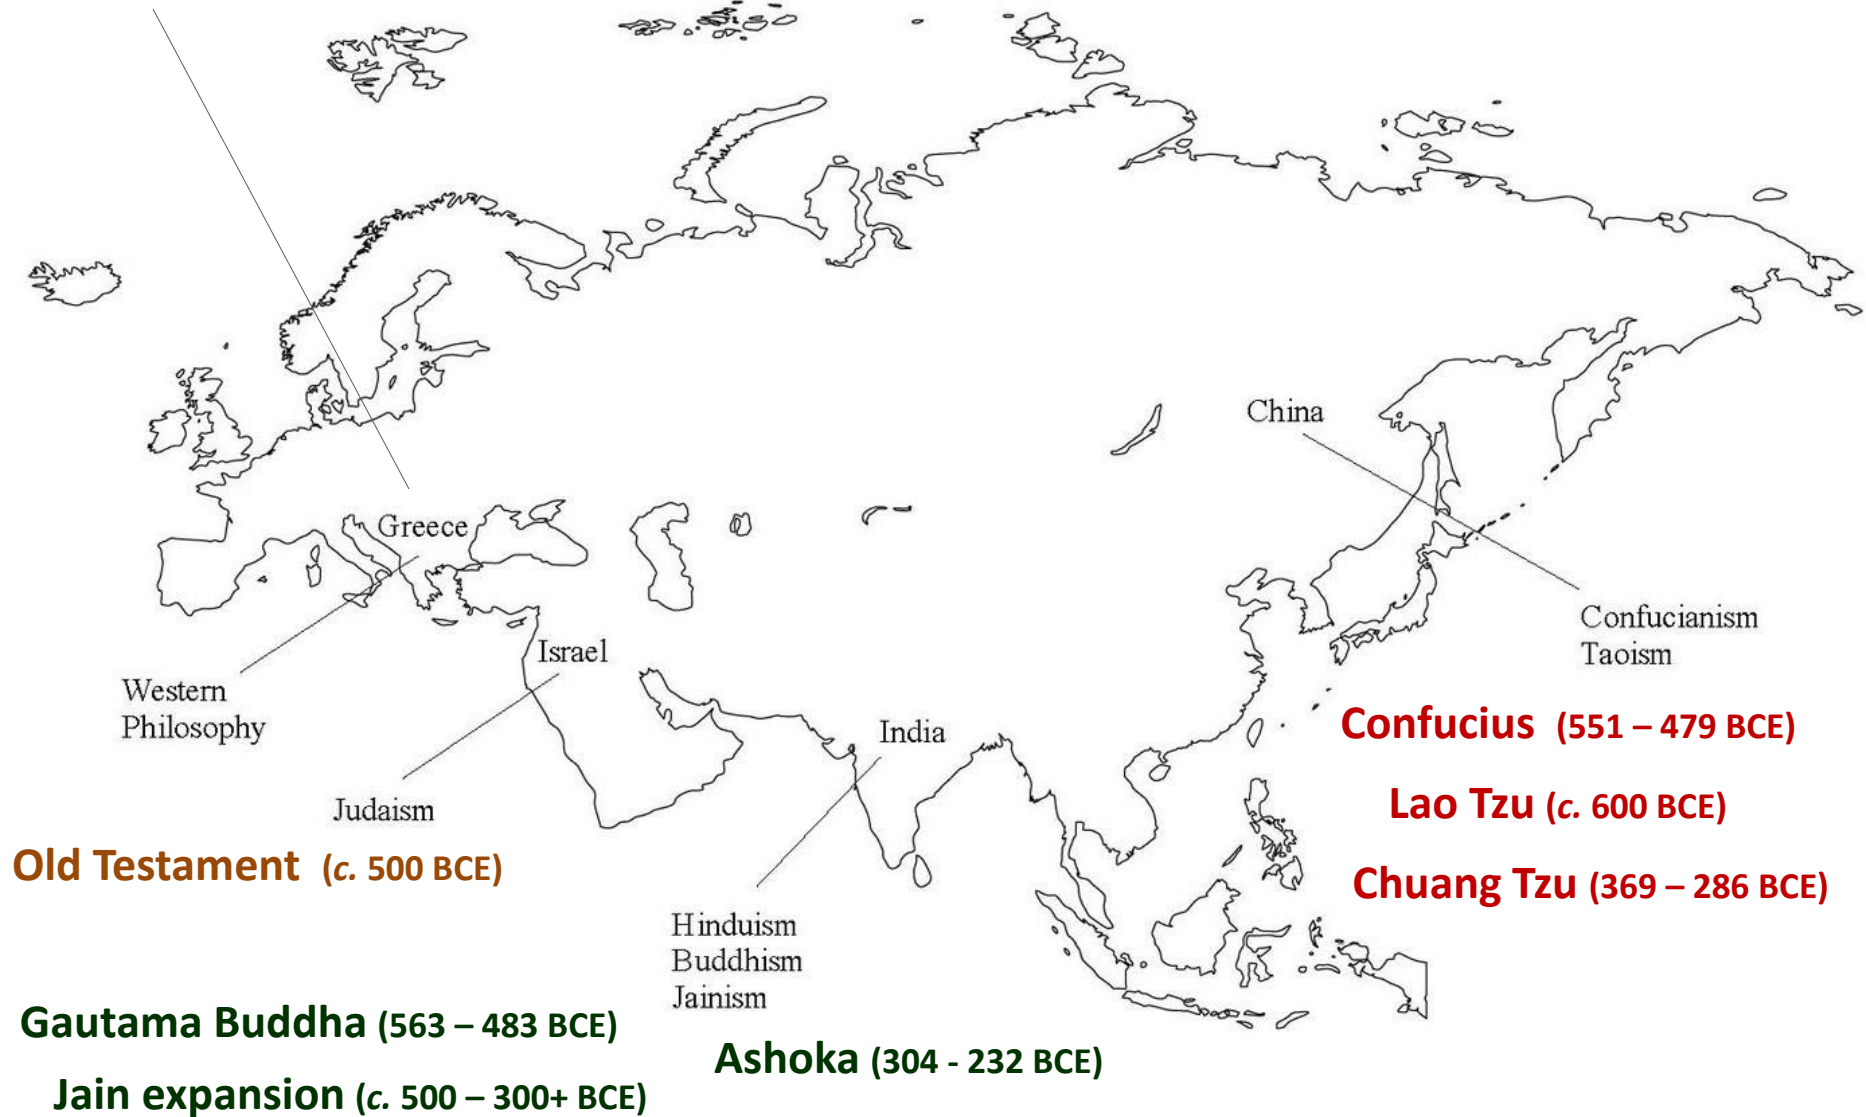 China
Greece
Confucianism
Taoism
Israel
Western
Philosophy
Confucius (551 – 479 BCE)
India
Lao Tzu (c. 600 BCE)
Judaism
Old Testament (c. 500 BCE)
Chuang Tzu (369 – 286 BCE)
Hinduism
Buddhism
Jainism
Gautama Buddha (563 – 483 BCE)
Ashoka (304 - 232 BCE)
Jain expansion (c. 500 – 300+ BCE)